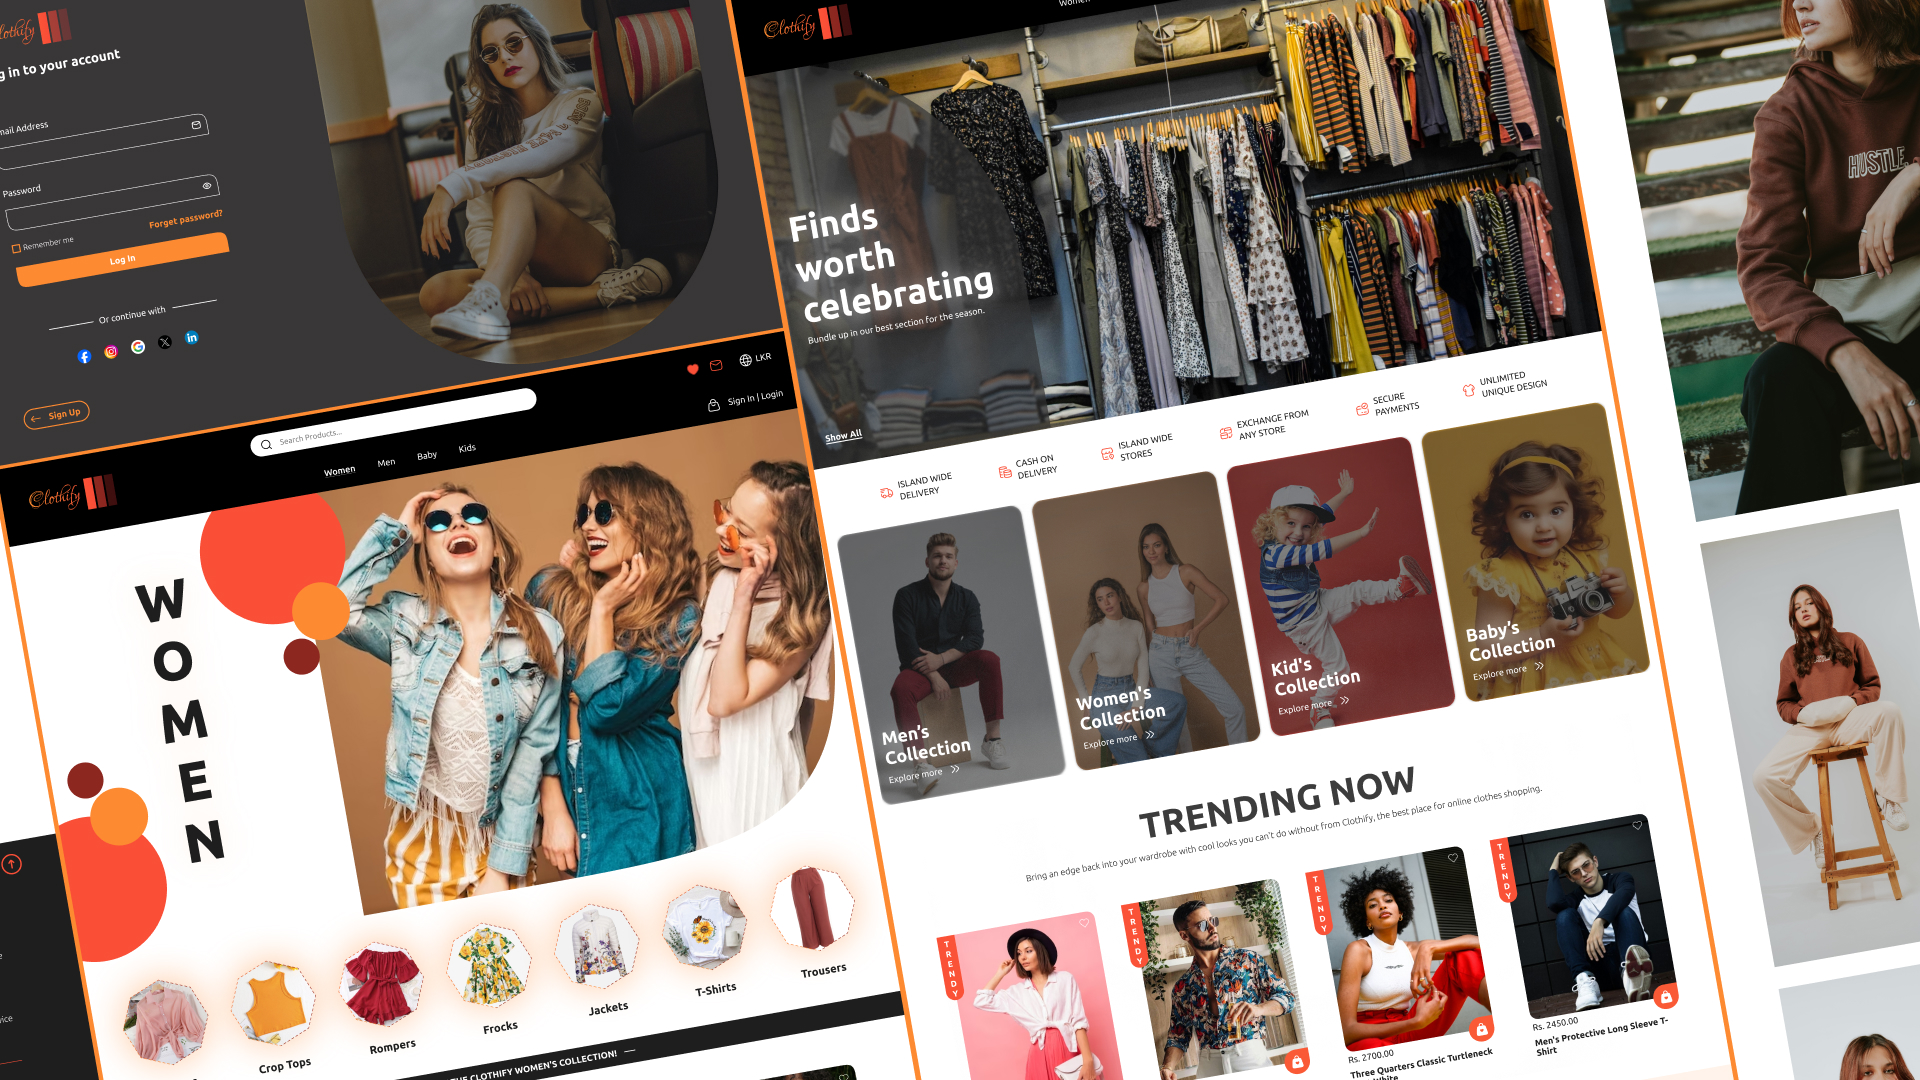 Clothify
g in to your account
mail Address
Password
Forget password?
Remember me
Log In
Or continue with
Sign Up
LKR
Sign in | Login
Search Products...
Women
Men
Baby
Kids
Clothify
W
O
M
E
N
Crop Tops
Rompers
Frocks
Jackets
T-Shirts
Trousers
THE CLOTHIFY WOMEN'S COLLECTION!
Clothify
Finds
worth
celebrating
Bundle up in our best section for the season.
Show All
ISLAND WIDE
DELIVERY
CASH ON
DELIVERY
ISLAND WIDE
STORES
EXCHANGE FROM
ANY STORE
SECURE
PAYMENTS
UNLIMITED
UNIQUE DESIGN
Men's
Collection
Explore more
Women's
Collection
Explore more
Kid's
Collection
Explore more
Baby's
Collection
Explore more
TRENDING NOW
Bring an edge back into your wardrobe with cool looks you can't do without from Clothify, the best place for online clothes shopping.
TRENDY
TRENDY
TRENDY
TRENDY
Rs. 2700.00
Three Quarters Classic Turtleneck
White
Rs. 2450.00
Men's Protective Long Sleeve T-
Shirt
HUSTLE.